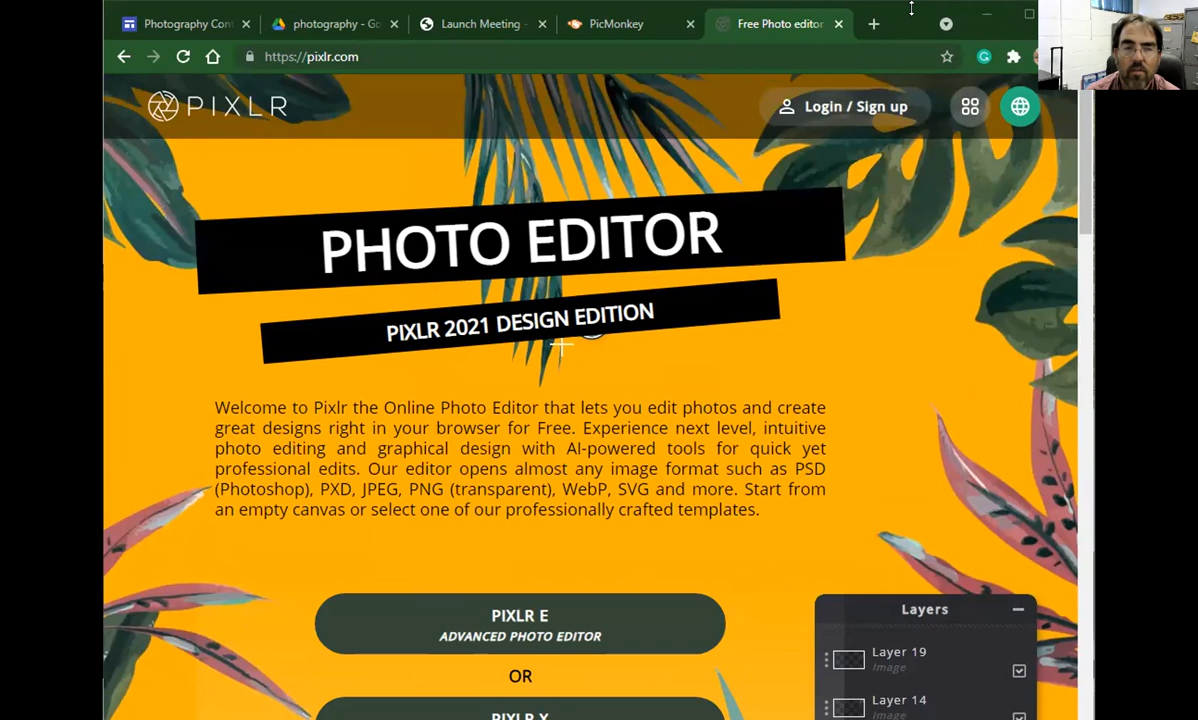 Photography Con
photography - Go
Launch Meeting -
PicMonkey
Free Photo editor
https://pixlr.com
PIXLR
Login / Sign up
PHOTO EDITOR
PIXLR 2021 DESIGN EDITION
Welcome to Pixlr the Online Photo Editor that lets you edit photos and create
great designs right in your browser for Free. Experience next level, intuitive
photo editing and graphical design with AI-powered tools for quick yet
professional edits. Our editor opens almost any image format such as PSD
(Photoshop), PXD, JPEG, PNG (transparent), WebP, SVG and more. Start from
an empty canvas or select one of our professionally crafted templates.
PIXLR E
ADVANCED PHOTO EDITOR
OR
PIXLR X
Layers
Layer 19
Image
Layer 14
Image